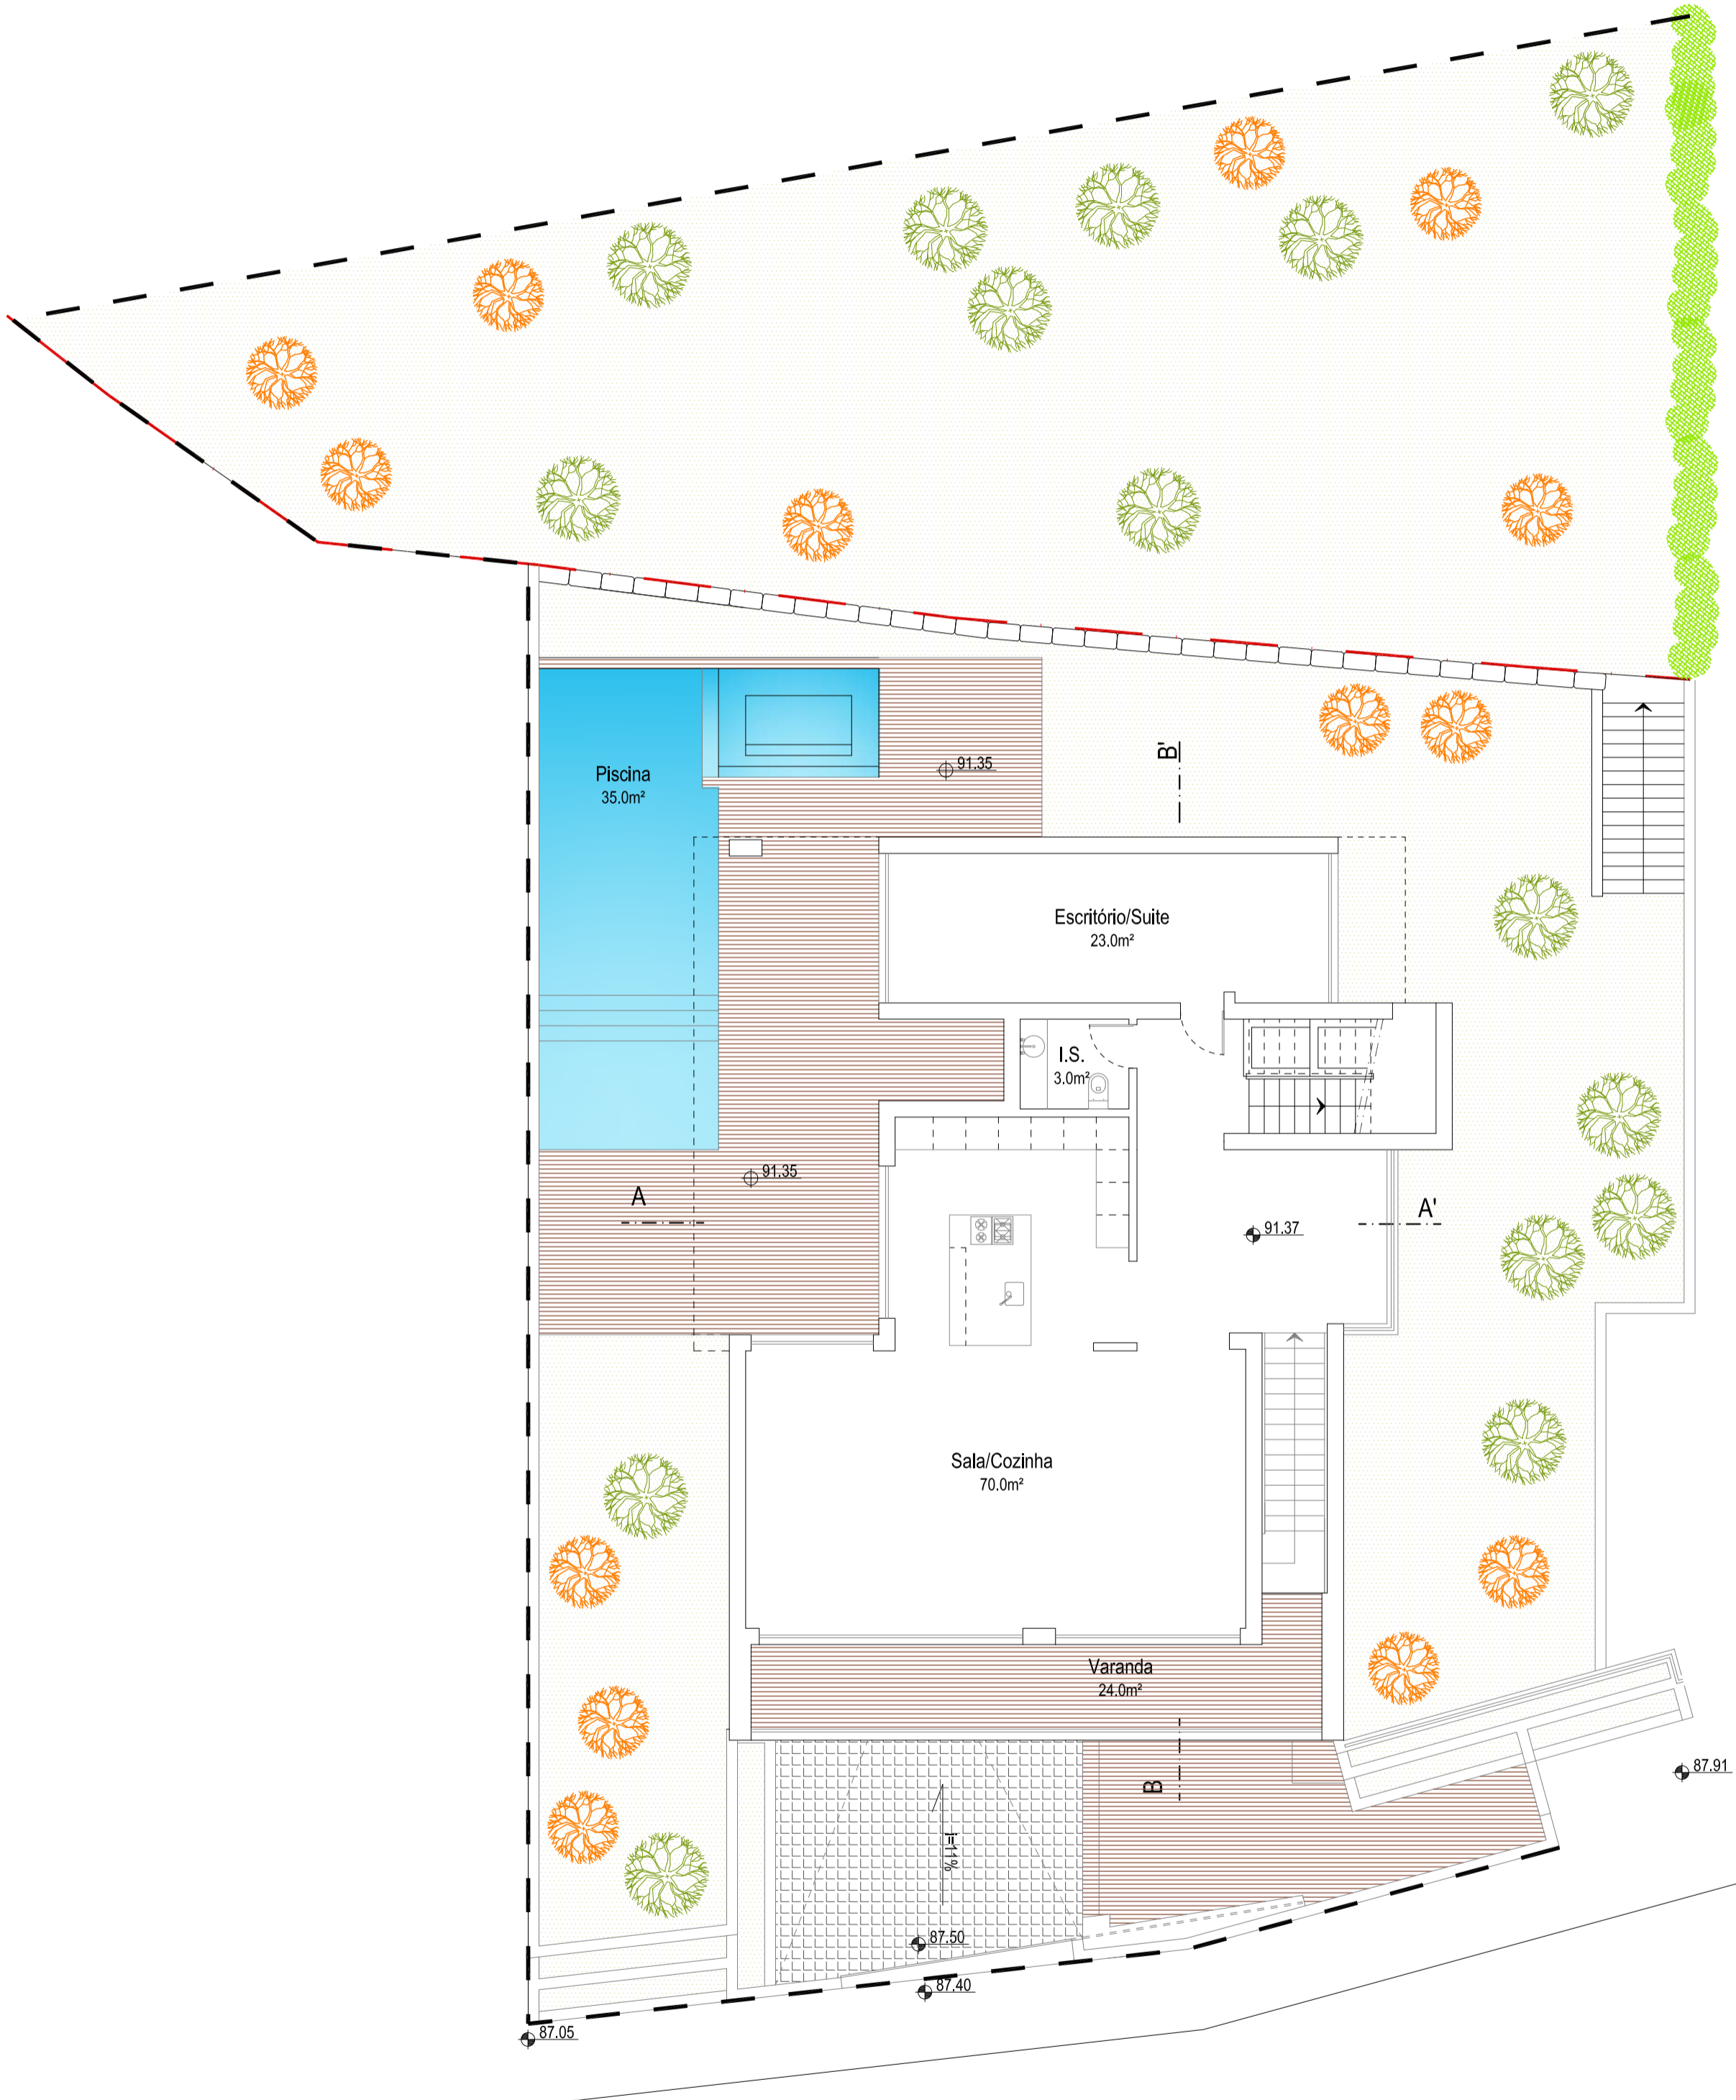 B'
91.35
Piscina
35.0m²
Escritório/Suite
23.0m²
I.S.
3.0m²
91.35
A
A'
91.37
Sala/Cozinha
70.0m²
Varanda
24.0m²
B
87.91
i=11%
87.50
87.40
87.05